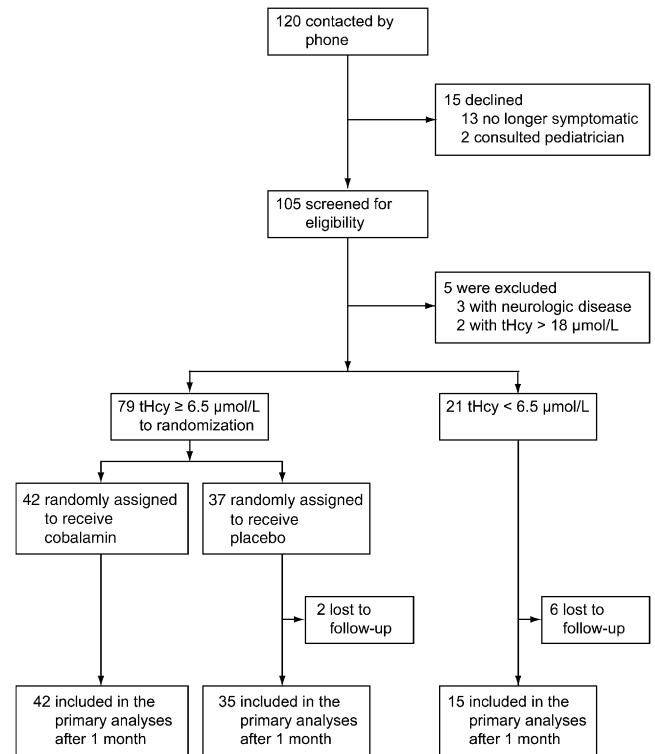 120 contacted by
phone
15 declined
13 no longer symptomatic
2 consulted pediatrician
105 screened for
eligibility
5 were excluded
3 with neurologic disease
2 with tHcy > 18 µmol/L
79 tHcy ≥ 6.5 µmol/L
to randomization
21 tHcy < 6.5 µmol/L
42 randomly assigned
to receive
cobalamin
37 randomly assigned
to receive
placebo
2 lost to
follow-up
6 lost to
follow-up
42 included in the
primary analyses
after 1 month
35 included in the
primary analyses
after 1 month
15 included in the
primary analyses
after 1 month